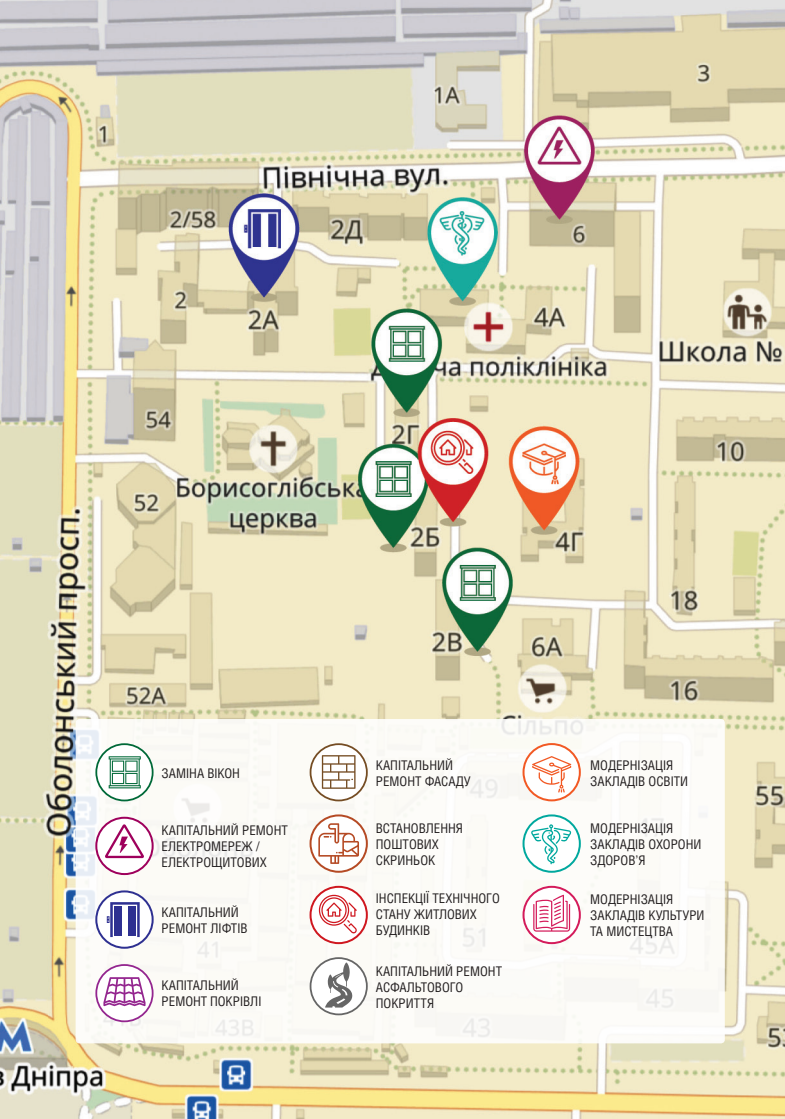 3
1А
1
Північна вул.
2/58
2Д
6
2
2А
4А
Школа №
ча поліклініка
54
2Г
10
Борисоглібська
церква
52
2Б
4Г
18
2В
6А
16
52А
Сільпо
Оболонський просп.
ЗАМІНА ВІКОН
КАПІТАЛЬНИЙ РЕМОНТ
ЕЛЕКТРОМЕРЕЖ /
ЕЛЕКТРОЩИТОВИХ
КАПІТАЛЬНИЙ
РЕМОНТ ЛІФТІВ
КАПІТАЛЬНИЙ
РЕМОНТ ПОКРІВЛІ
КАПІТАЛЬНИЙ
РЕМОНТ ФАСАДУ
ВСТАНОВЛЕННЯ
ПОШТОВИХ
СКРИНЬОК
ІНСПЕКЦІЇ ТЕХНІЧНОГО
СТАНУ ЖИТЛОВИХ
БУДИНКІВ
КАПІТАЛЬНИЙ РЕМОНТ
АСФАЛЬТОВОГО
ПОКРИТТЯ
МОДЕРНІЗАЦІЯ
ЗАКЛАДІВ ОСВІТИ
МОДЕРНІЗАЦІЯ
ЗАКЛАДІВ ОХОРОНИ
ЗДОРОВ'Я
МОДЕРНІЗАЦІЯ
ЗАКЛАДІВ КУЛЬТУРИ
ТА МИСТЕЦТВА
49
55
41
51
45А
45
43В
43
в Дніпра